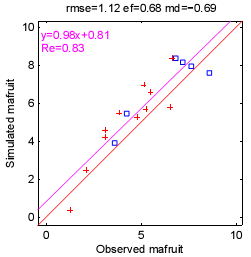 rmse=1.12 ef=0.68 md=−0.69
y=0.98x+0.81
Re=0.83
10
8
6
4
2
0
Simulated mafruit
0 5 10
Observed mafruit